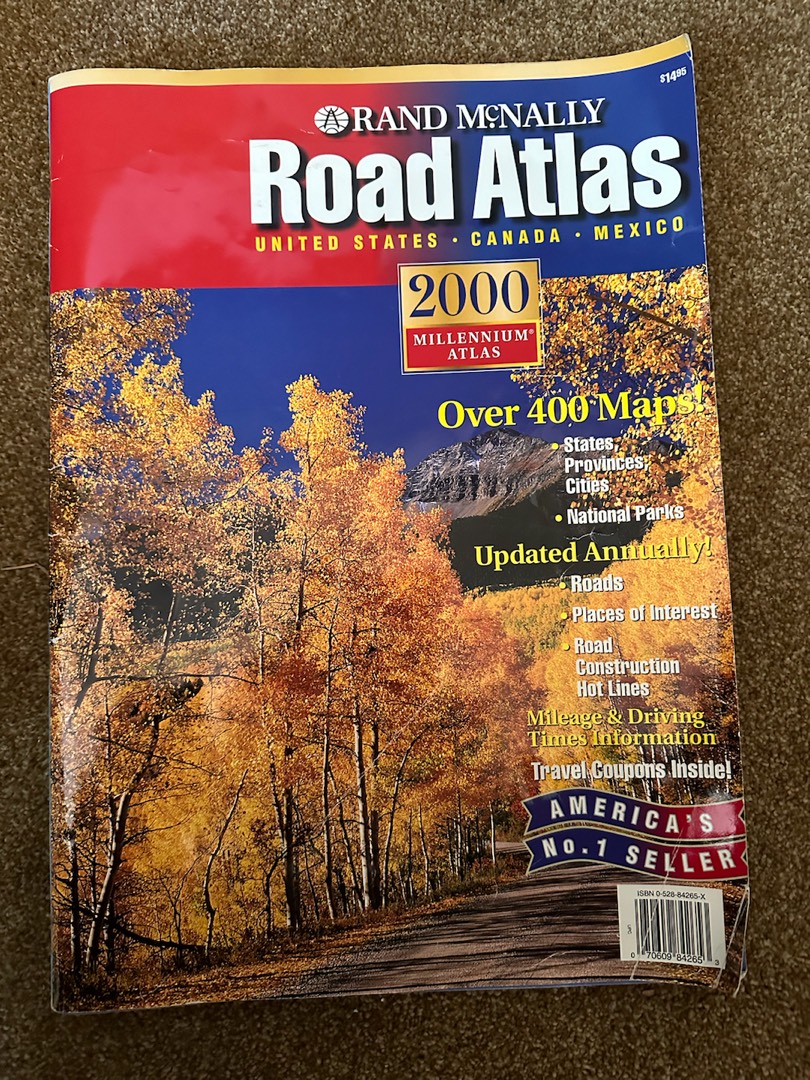 $14.95
RAND McNALLY
Road Atlas
UNITED STATES • CANADA • MEXICO
2000
MILLENNIUM®
ATLAS
Over 400 Maps!
• States,
Provinces,
Cities
• National Parks
Updated Annually!
• Roads
• Places of Interest
• Road
Construction
Hot Lines
Mileage & Driving
Times Information
Travel Coupons Inside!
AMERICA'S
No.1 SELLER
ISBN 0-528-84265-X
0 70609 84265 3